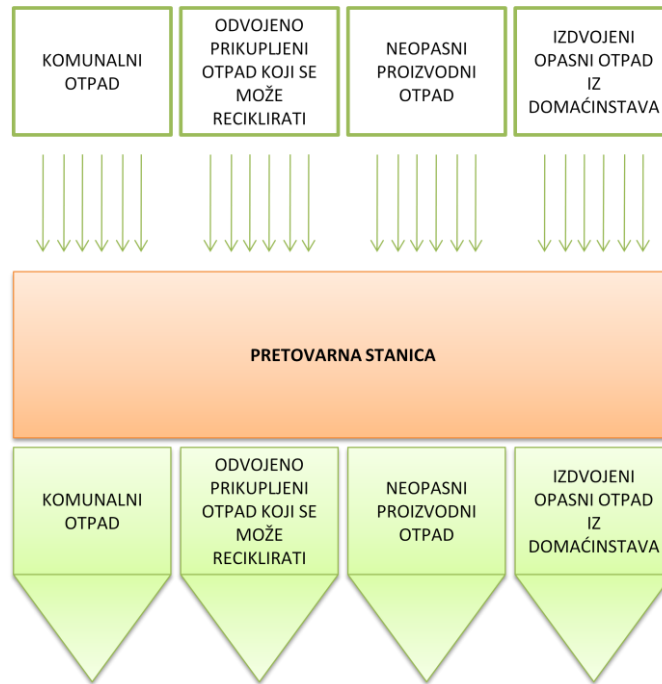 KOMUNALNI
OTPAD
ODVOJENO
PRIKUPLJENI
OTPAD KOJI SE
MOŽE
RECIKLIRATI
NEOPASNI
PROIZVODNI
OTPAD
IZDVOJENI
OPASNI OTPAD
IZ
DOMAĆINSTAVA
PRETOVARNA STANICA
KOMUNALNI
OTPAD
ODVOJENO
PRIKUPLJENI
OTPAD KOJI SE
MOŽE
RECIKLIRATI
NEOPASNI
PROIZVODNI
OTPAD
IZDVOJENI
OPASNI OTPAD
IZ
DOMAĆINSTAVA